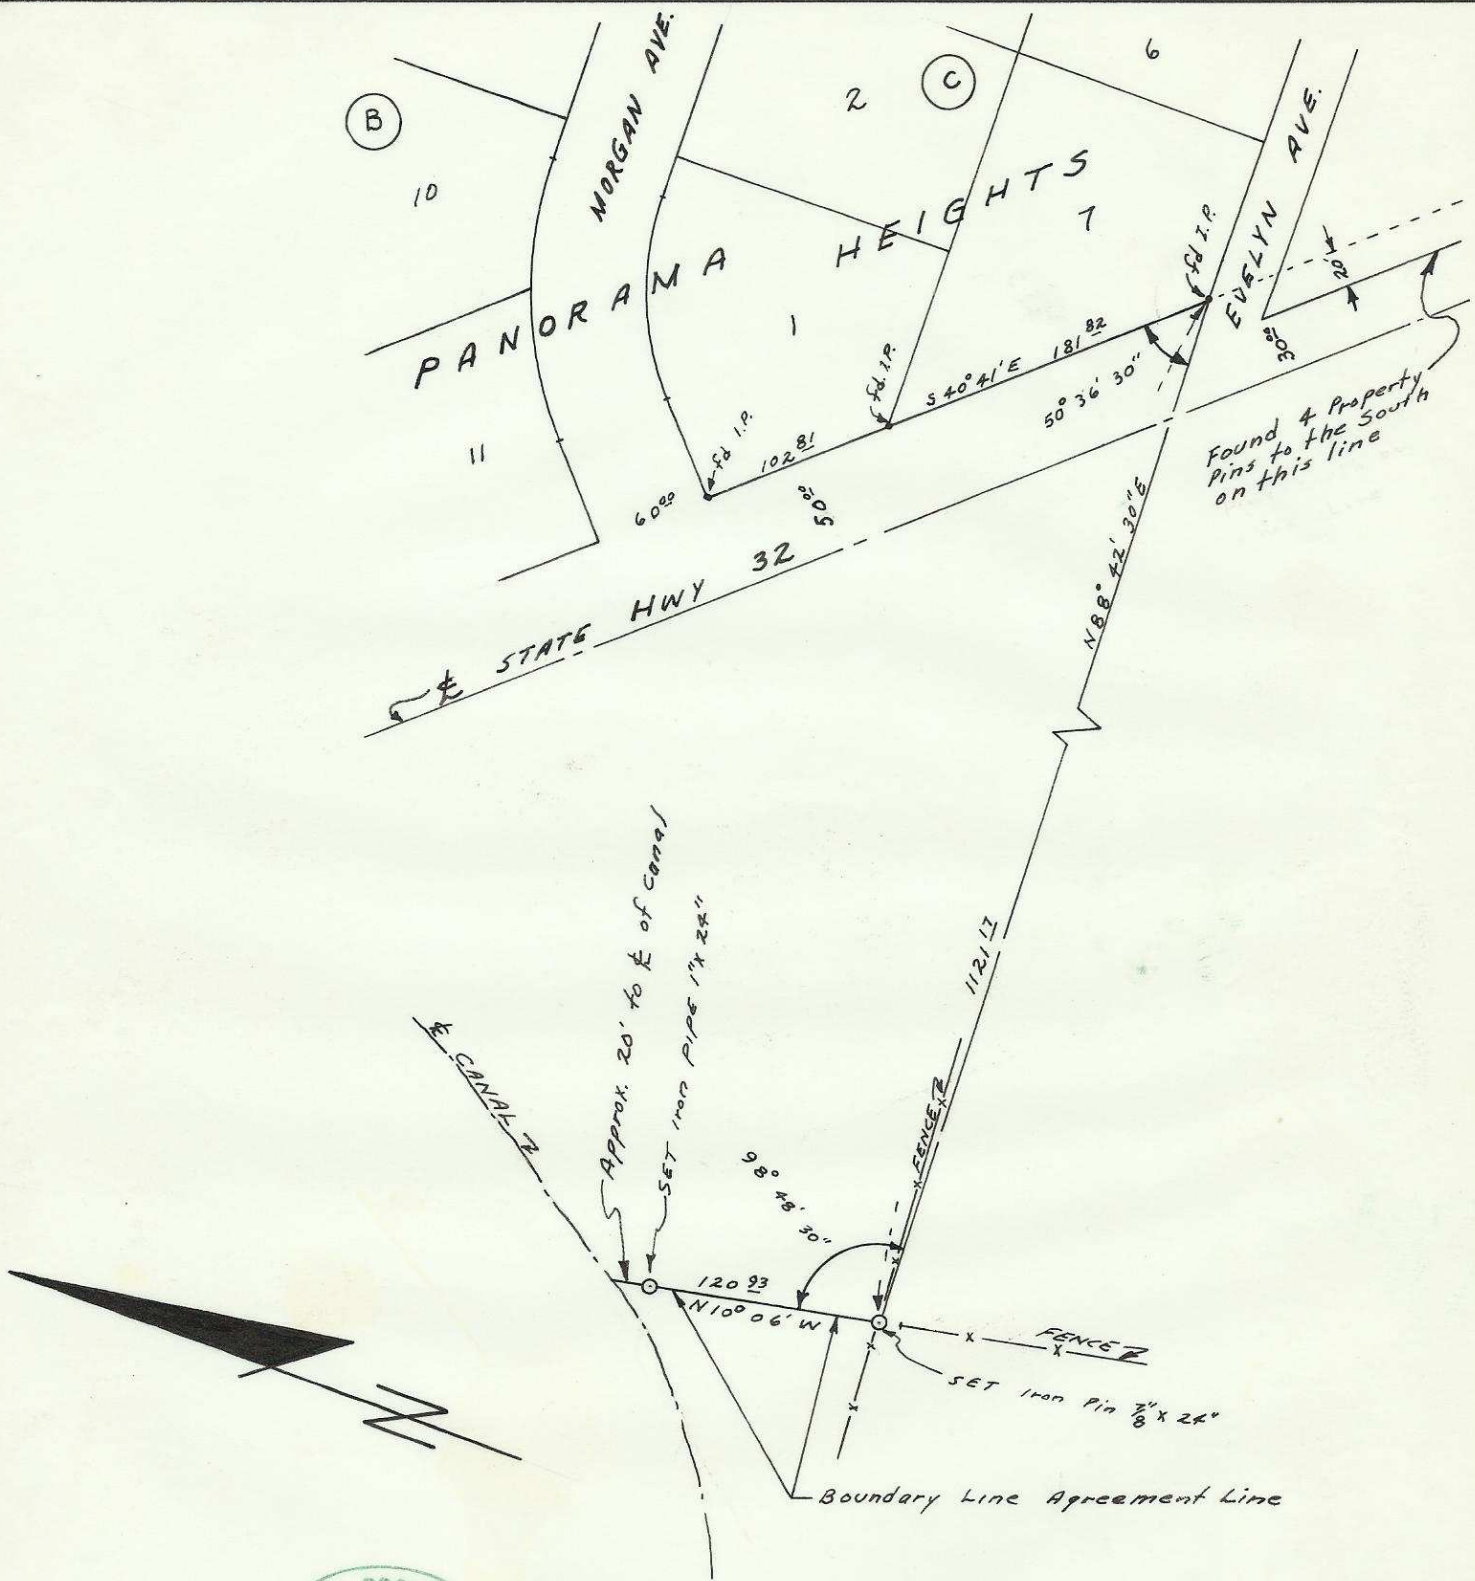 MORGAN AVE.
B
10
11
2
C
6
PANORAMA HEIGHTS
7
1
EVELYN AVE.
fd I.P.
20'
30 00
fd. I.P.
S 40° 41' E 181 82
50° 36' 30"
fd I.P.
102 81
60 00
50 00
Found 4 Property
Pins to the South
on this line
℄ STATE HWY 32
N 88° 42' 30" E
1121 17
Approx. 20' to ℄ of Canal
SET Iron PIPE 1" x 24"
℄ CANAL
FENCE
98° 48' 30"
120 93
N 10° 06' W
FENCE
SET Iron Pin 7/8" x 24"
N
Boundary Line Agreement Line